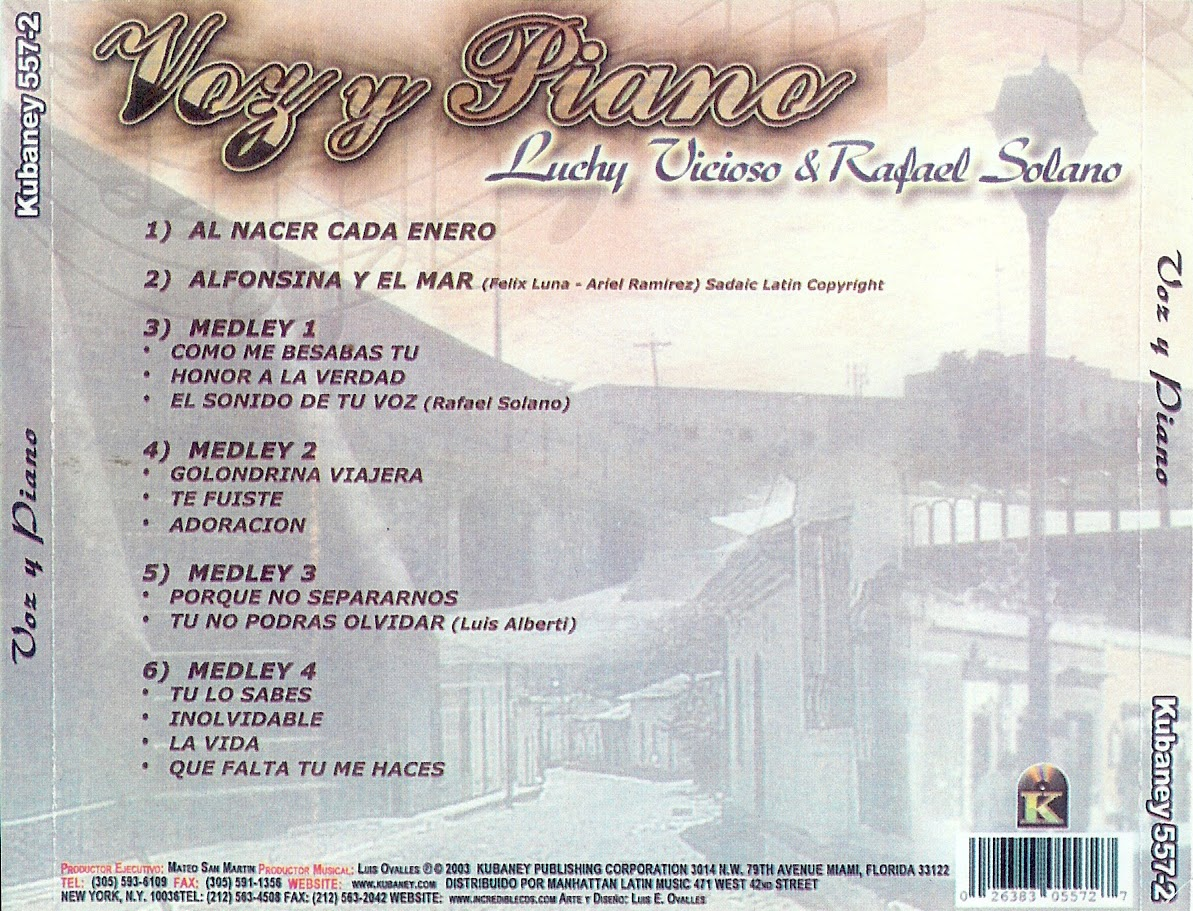 Kubaney 557-2
Voz y Piano
Voz y Piano
Luchy Vicioso & Rafael Solano
1) AL NACER CADA ENERO
2) ALFONSINA Y EL MAR (Felix Luna - Ariel Ramirez) Sadaic Latin Copyright
3) MEDLEY 1
• COMO ME BESABAS TU
• HONOR A LA VERDAD
• EL SONIDO DE TU VOZ (Rafael Solano)
4) MEDLEY 2
• GOLONDRINA VIAJERA
• TE FUISTE
• ADORACION
5) MEDLEY 3
• PORQUE NO SEPARARNOS
• TU NO PODRAS OLVIDAR (Luis Alberti)
6) MEDLEY 4
• TU LO SABES
• INOLVIDABLE
• LA VIDA
• QUE FALTA TU ME HACES
PRODUCTOR EJECUTIVO: MATEO SAN MARTIN PRODUCTOR MUSICAL: LUIS OVALLES ℗ © 2003 KUBANEY PUBLISHING CORPORATION 3014 N.W. 79TH AVENUE MIAMI, FLORIDA 33122
TEL: (305) 593-6109 FAX: (305) 591-1356 WEBSITE: WWW.KUBANEY.COM DISTRIBUIDO POR MANHATTAN LATIN MUSIC 471 WEST 42ND STREET
NEW YORK, N.Y. 10036TEL: (212) 563-4508 FAX: (212) 563-2042 WEBSITE: WWW.INCREDIBLECDS.COM ARTE Y DISEÑO: LUIS E. OVALLES
K
0 26383 05572 7
Voz y Piano
Kubaney 557-2